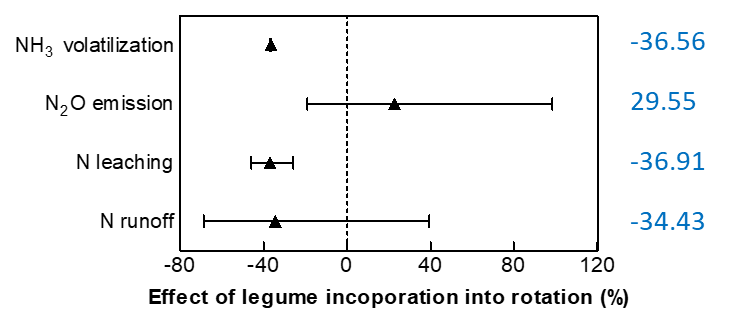 NH3 volatilization -36.56
N2O emission 29.55
N leaching -36.91
N runoff -34.43
-80 -40 0 40 80 120
Effect of legume incoporation into rotation (%)